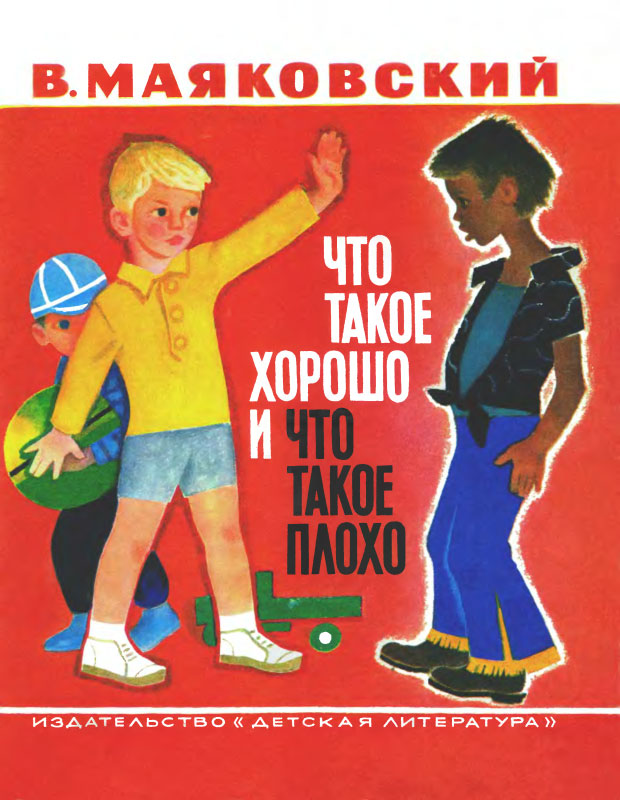 В. МАЯКОВСКИЙ
ЧТО
ТАКОЕ
ХОРОШО
И ЧТО
ТАКОЕ
ПЛОХО
ИЗДАТЕЛЬСТВО «ДЕТСКАЯ ЛИТЕРАТУРА»